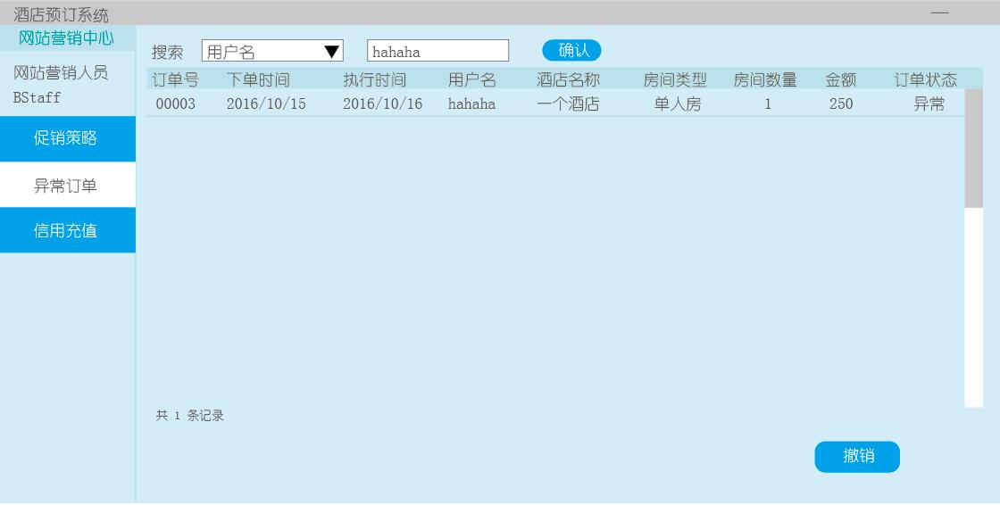 酒店预订系统
网站营销中心
网站营销人员
BStaff
促销策略
异常订单
信用充值
搜索 用户名 hahaha 确认
订单号 下单时间 执行时间 用户名 酒店名称 房间类型 房间数量 金额 订单状态
00003 2016/10/15 2016/10/16 hahaha 一个酒店 单人房 1 250 异常
共 1 条记录
撤销